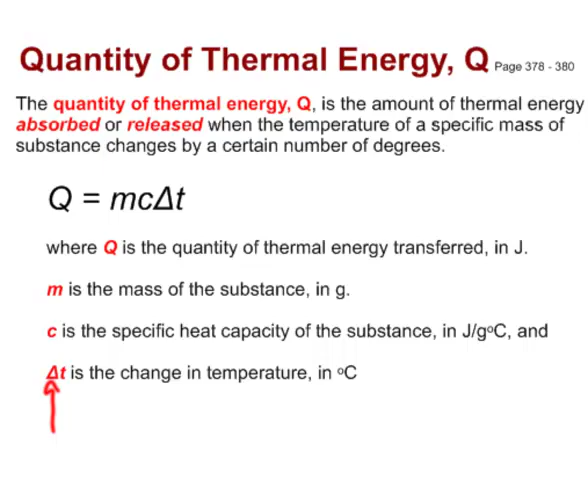 Quantity of Thermal Energy, Q Page 378 - 380
The quantity of thermal energy, Q, is the amount of thermal energy
absorbed or released when the temperature of a specific mass of
substance changes by a certain number of degrees.
Q = mcΔt
where Q is the quantity of thermal energy transferred, in J.
m is the mass of the substance, in g.
c is the specific heat capacity of the substance, in J/gºC, and
Δt is the change in temperature, in ºC